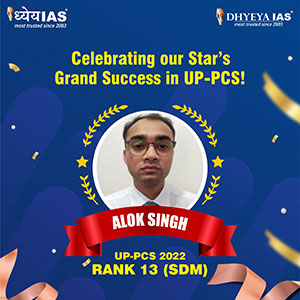 ध्येय IAS®
most trusted since 2003
DHYEYA IAS®
most trusted since 2003
Celebrating our Star's
Grand Success in UP-PCS!
ALOK SINGH
UP-PCS 2022
RANK 13 (SDM)